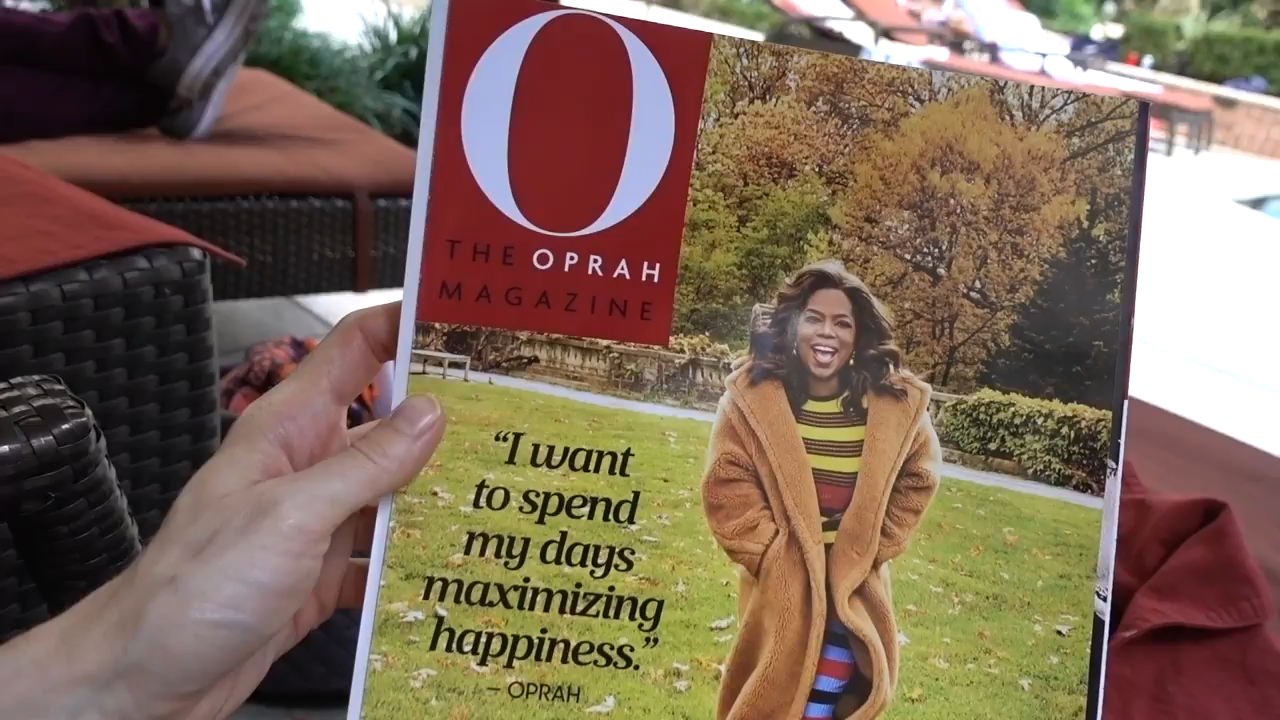 O
THE OPRAH
MAGAZINE
“I want
to spend
my days
maximizing
happiness.”
– OPRAH